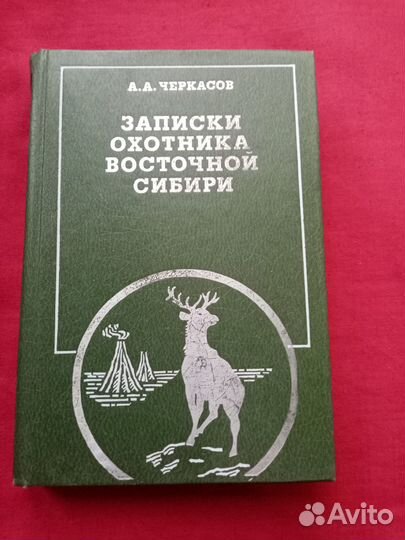 А.А. ЧЕРКАСОВ
ЗАПИСКИ
ОХОТНИКА
ВОСТОЧНОЙ
СИБИРИ
Avito